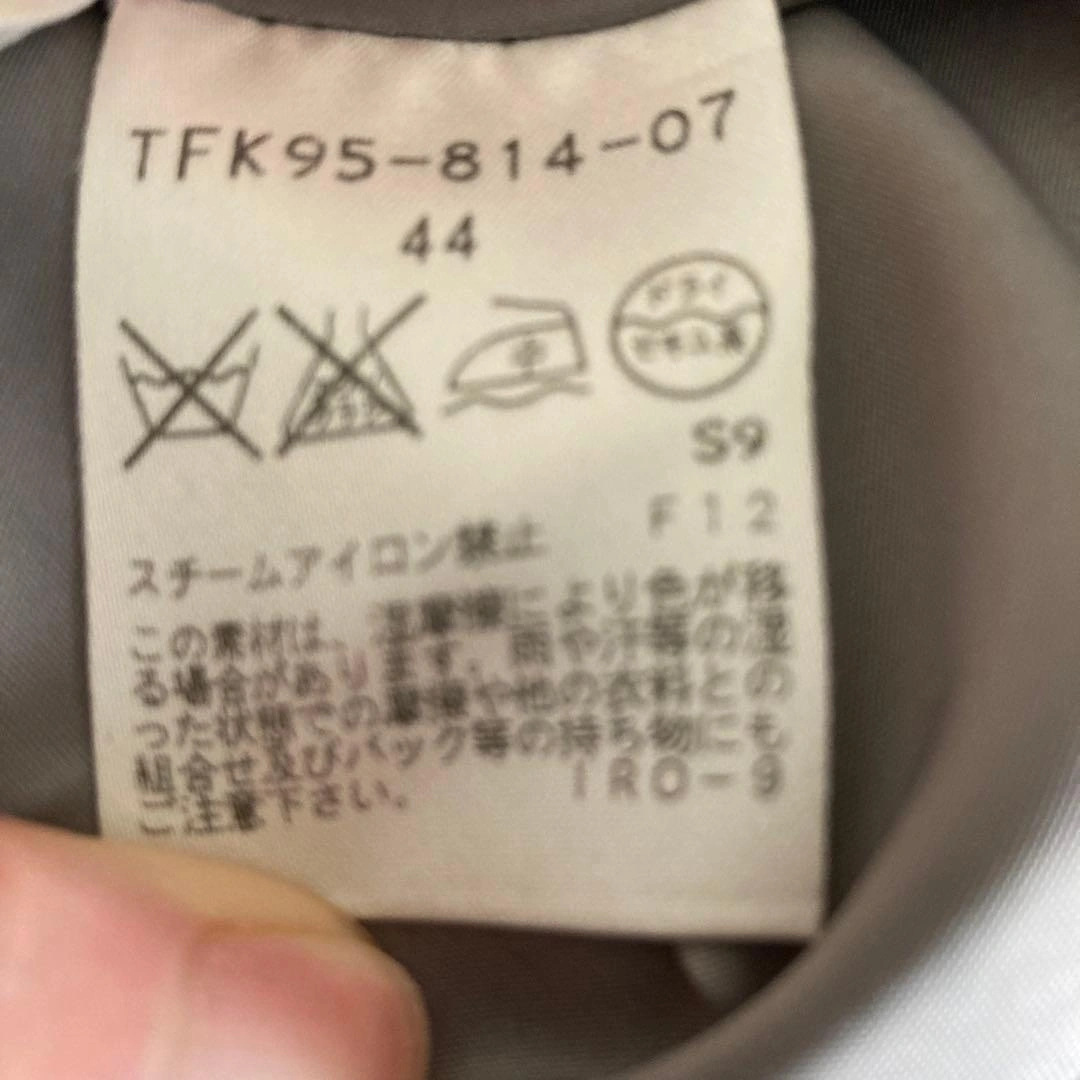 TFK95-814-07
44
中
ドライ
セキユ系
S9
F12
スチームアイロン禁止
この素材は、湿摩擦により色が移
る場合があります。雨や汗等の湿
った状態での摩擦や他の衣料との
組合せ及びバッグ等の持ち物にも
ご注意下さい。
IRO-9